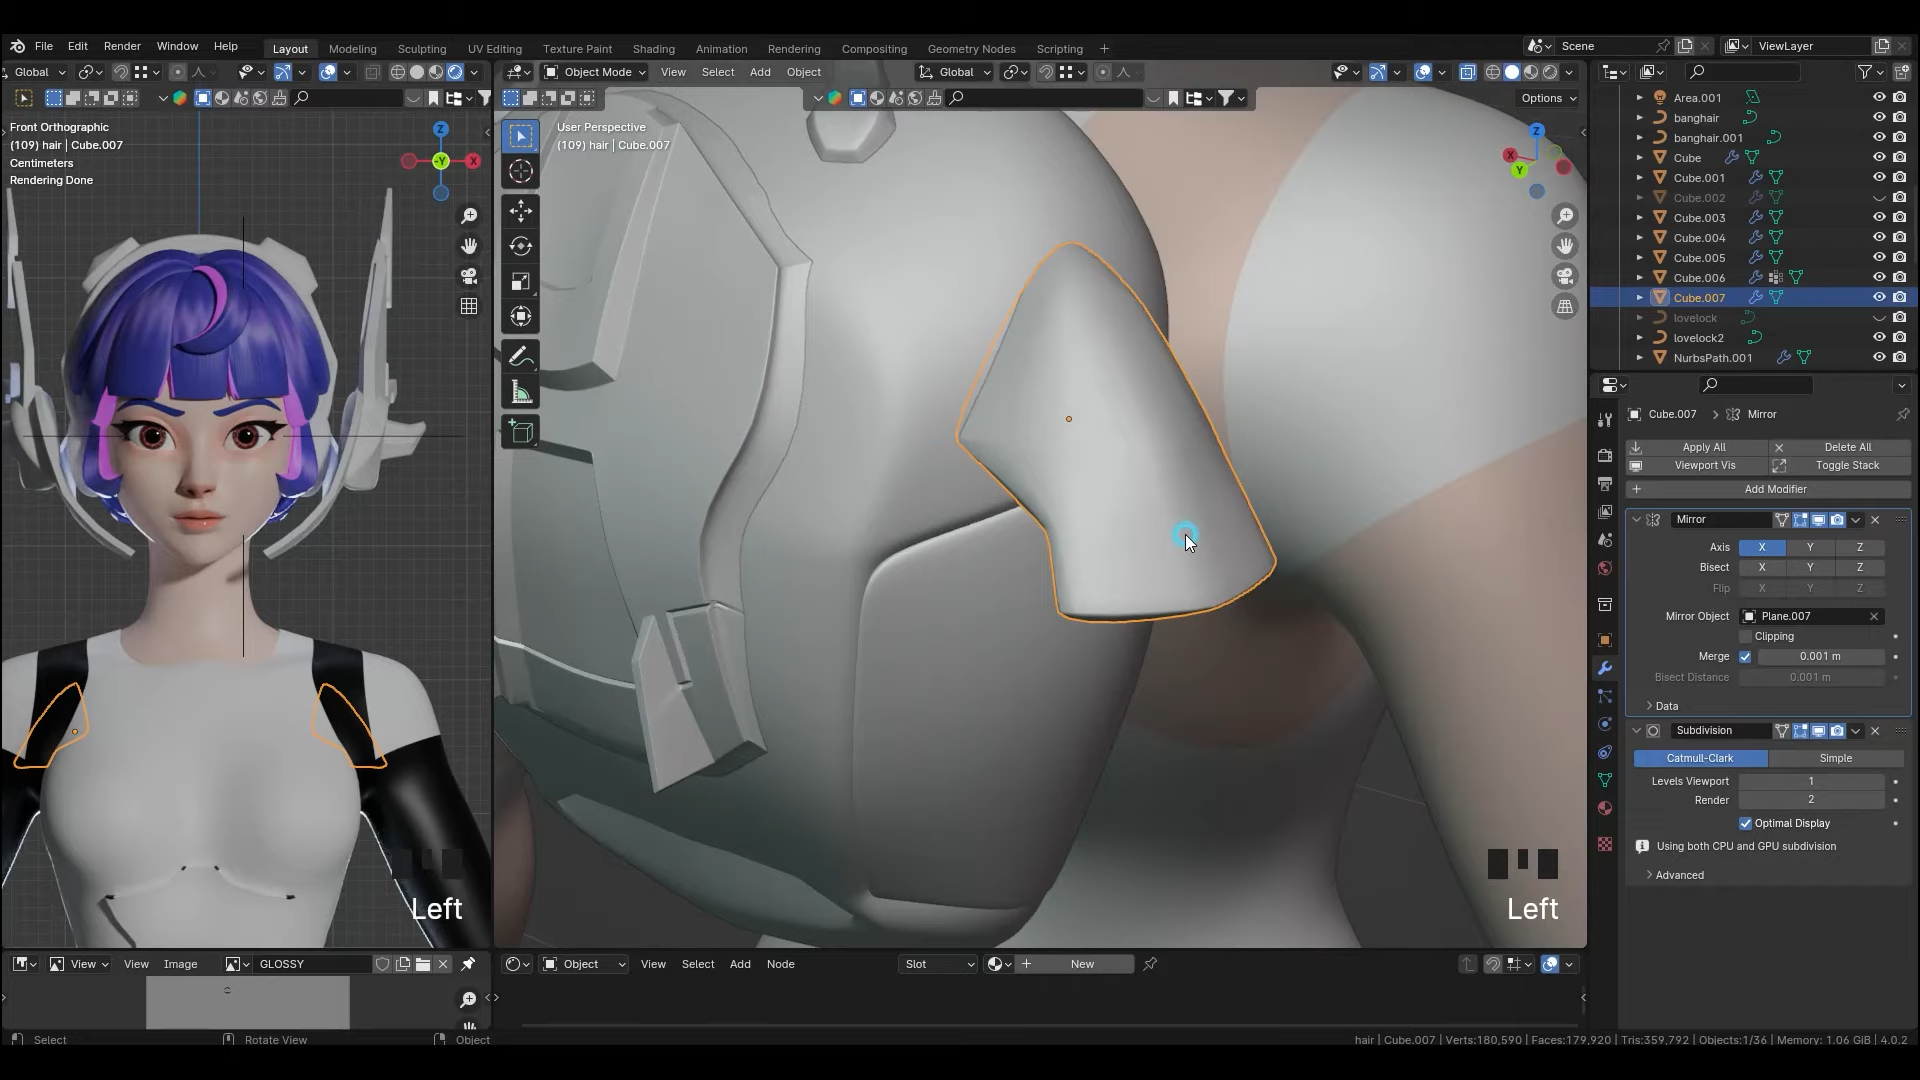 File Edit Render Window Help Layout Modeling Sculpting UV Editing Texture Paint Shading Animation Rendering Compositing Geometry Nodes Scripting + Scene ViewLayer
Global Object Mode View Select Add Object Global
Options
Front Orthographic
(109) hair | Cube.007
Centimeters
Rendering Done
Z
-Y
X
User Perspective
(109) hair | Cube.007
Z
X
Y
Left
Left
Area.001
banghair
banghair.001
Cube
Cube.001
Cube.002
Cube.003
Cube.004
Cube.005
Cube.006
Cube.007
lovelock
lovelock2
NurbsPath.001
Cube.007 > Mirror
Apply All Delete All
Viewport Vis Toggle Stack
Add Modifier
Mirror
Axis X Y Z
Bisect X Y Z
Flip X Y Z
Mirror Object Plane.007
Clipping
Merge 0.001 m
Bisect Distance 0.001 m
Data
Subdivision
Catmull-Clark Simple
Levels Viewport 1
Render 2
Optimal Display
Using both CPU and GPU subdivision
Advanced
View View Image GLOSSY
Object View Select Add Node Slot New
Select Rotate View Object
hair | Cube.007 | Verts:180,590 | Faces:179,920 | Tris:359,792 | Objects:1/36 | Memory: 1.06 GiB | 4.0.2